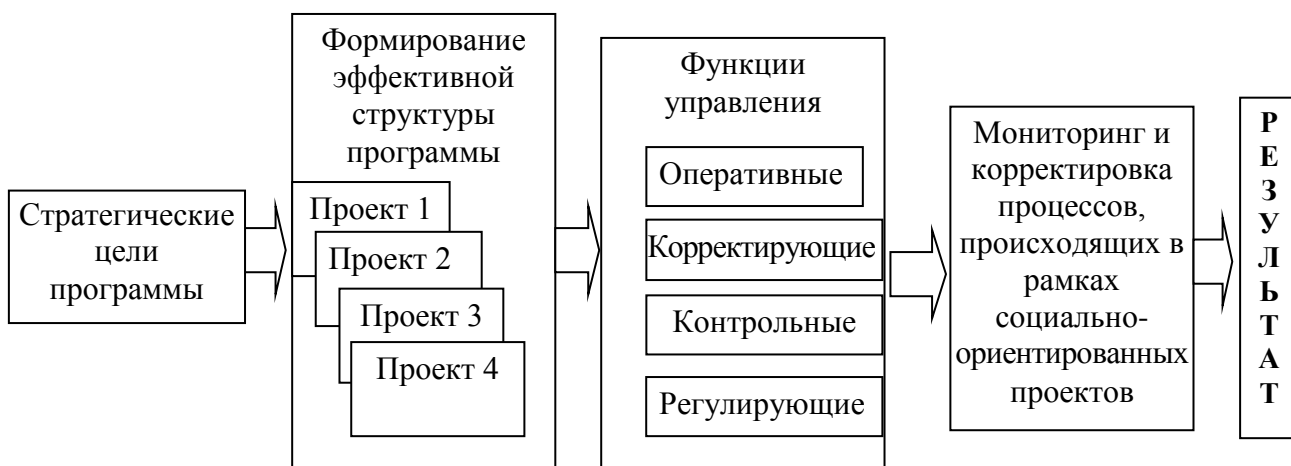 Стратегические
цели
программы
Формирование
эффективной
структуры
программы
Проект 1
Проект 2
Проект 3
Проект 4
Функции
управления
Оперативные
Корректирующие
Контрольные
Регулирующие
Мониторинг и
корректировка
процессов,
происходящих в
рамках
социально-
ориентированных
проектов
Р
Е
З
У
Л
Ь
Т
А
Т